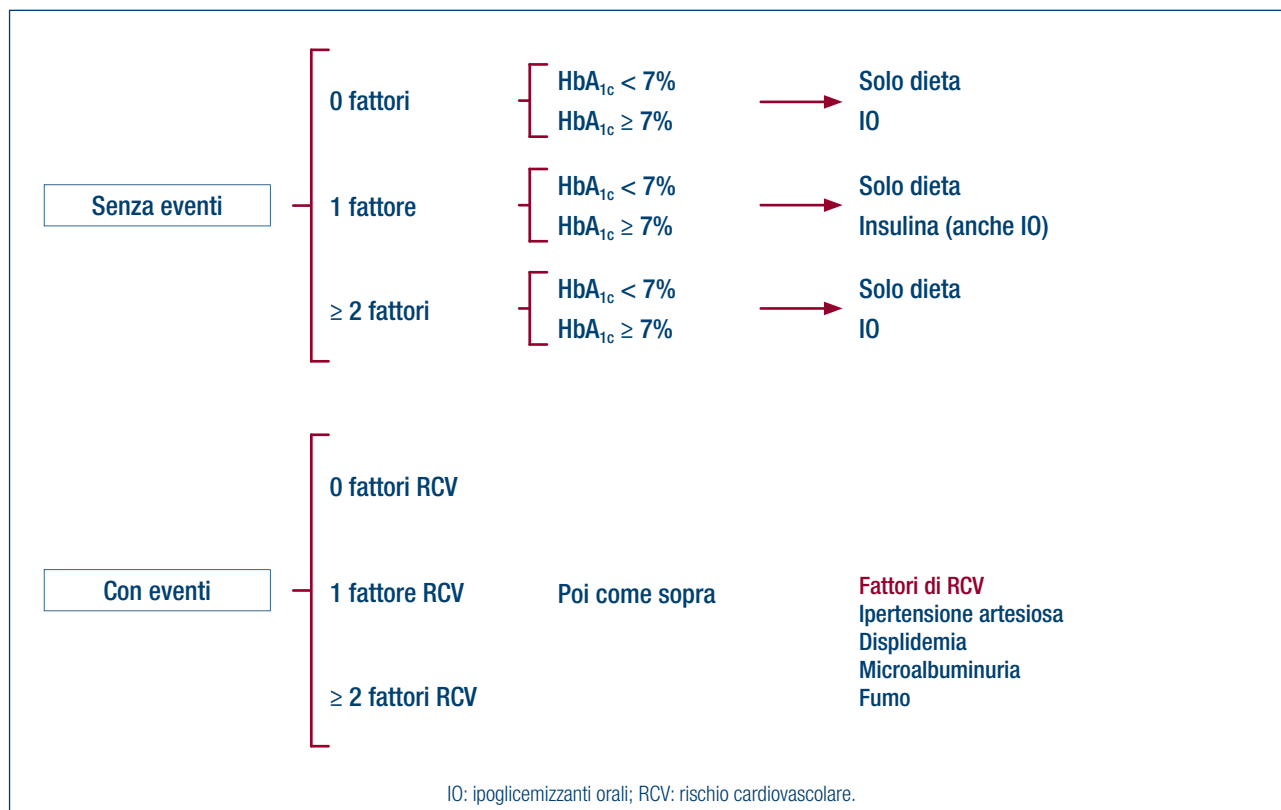 0 fattori
HbA1c < 7%
HbA1c ≥ 7%
Solo dieta
IO
Senza eventi
1 fattore
HbA1c < 7%
HbA1c ≥ 7%
Solo dieta
Insulina (anche IO)
≥ 2 fattori
HbA1c < 7%
HbA1c ≥ 7%
Solo dieta
IO
Con eventi
0 fattori RCV
1 fattore RCV
≥ 2 fattori RCV
Poi come sopra
Fattori di RCV
Ipertensione artesiosa
Displidemia
Microalbuminuria
Fumo
IO: ipoglicemizzanti orali; RCV: rischio cardiovascolare.